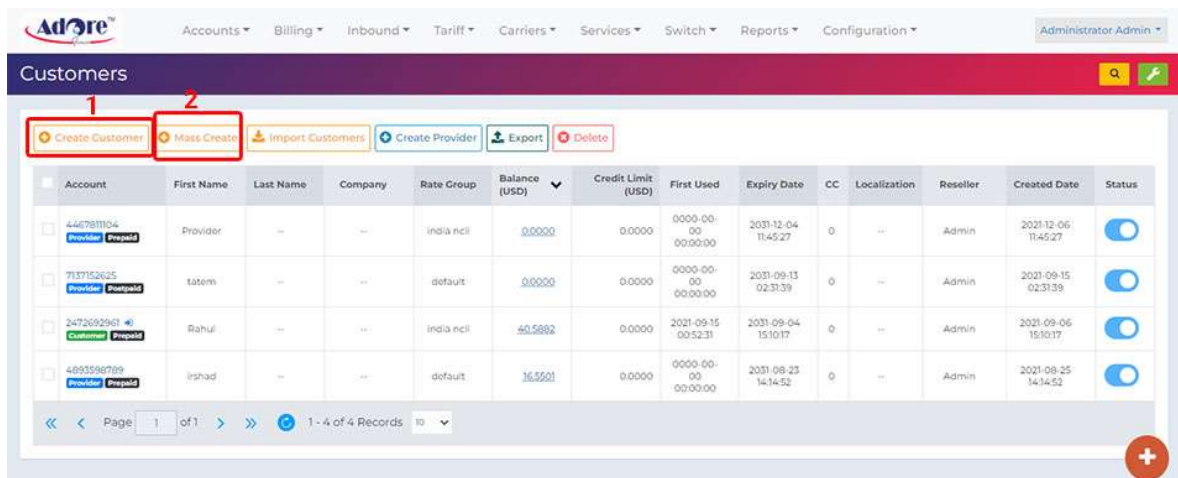 Adore™
Accounts Billing Inbound Tariff Carriers Services Switch Reports Configuration Administrator Admin
Customers
1 2
Create Customer Mass Create Import Customers Create Provider Export Delete
Account First Name Last Name Company Rate Group Balance (USD) Credit Limit (USD) First Used Expiry Date CC Localization Reseller Created Date Status
4467811104 Provider Prepaid Provider -- -- india ncli 0.0000 0.0000 0000-00-00 00:00:00 2031-12-04 11:45:27 0 -- Admin 2021-12-06 11:45:27
7137152625 Provider Postpaid tatem -- -- default 0.0000 0.0000 0000-00-00 00:00:00 2031-09-13 02:31:39 0 -- Admin 2021-09-15 02:31:39
2472692961 Customer Prepaid Rahul -- -- india ncli 40.5882 0.0000 2021-09-15 00:52:31 2031-09-04 15:10:17 0 -- Admin 2021-09-06 15:10:17
4893598789 Provider Prepaid irshad -- -- default 16.5501 0.0000 0000-00-00 00:00:00 2031-08-23 14:14:52 0 -- Admin 2021-08-25 14:14:52
Page 1 of 1 1 - 4 of 4 Records 10